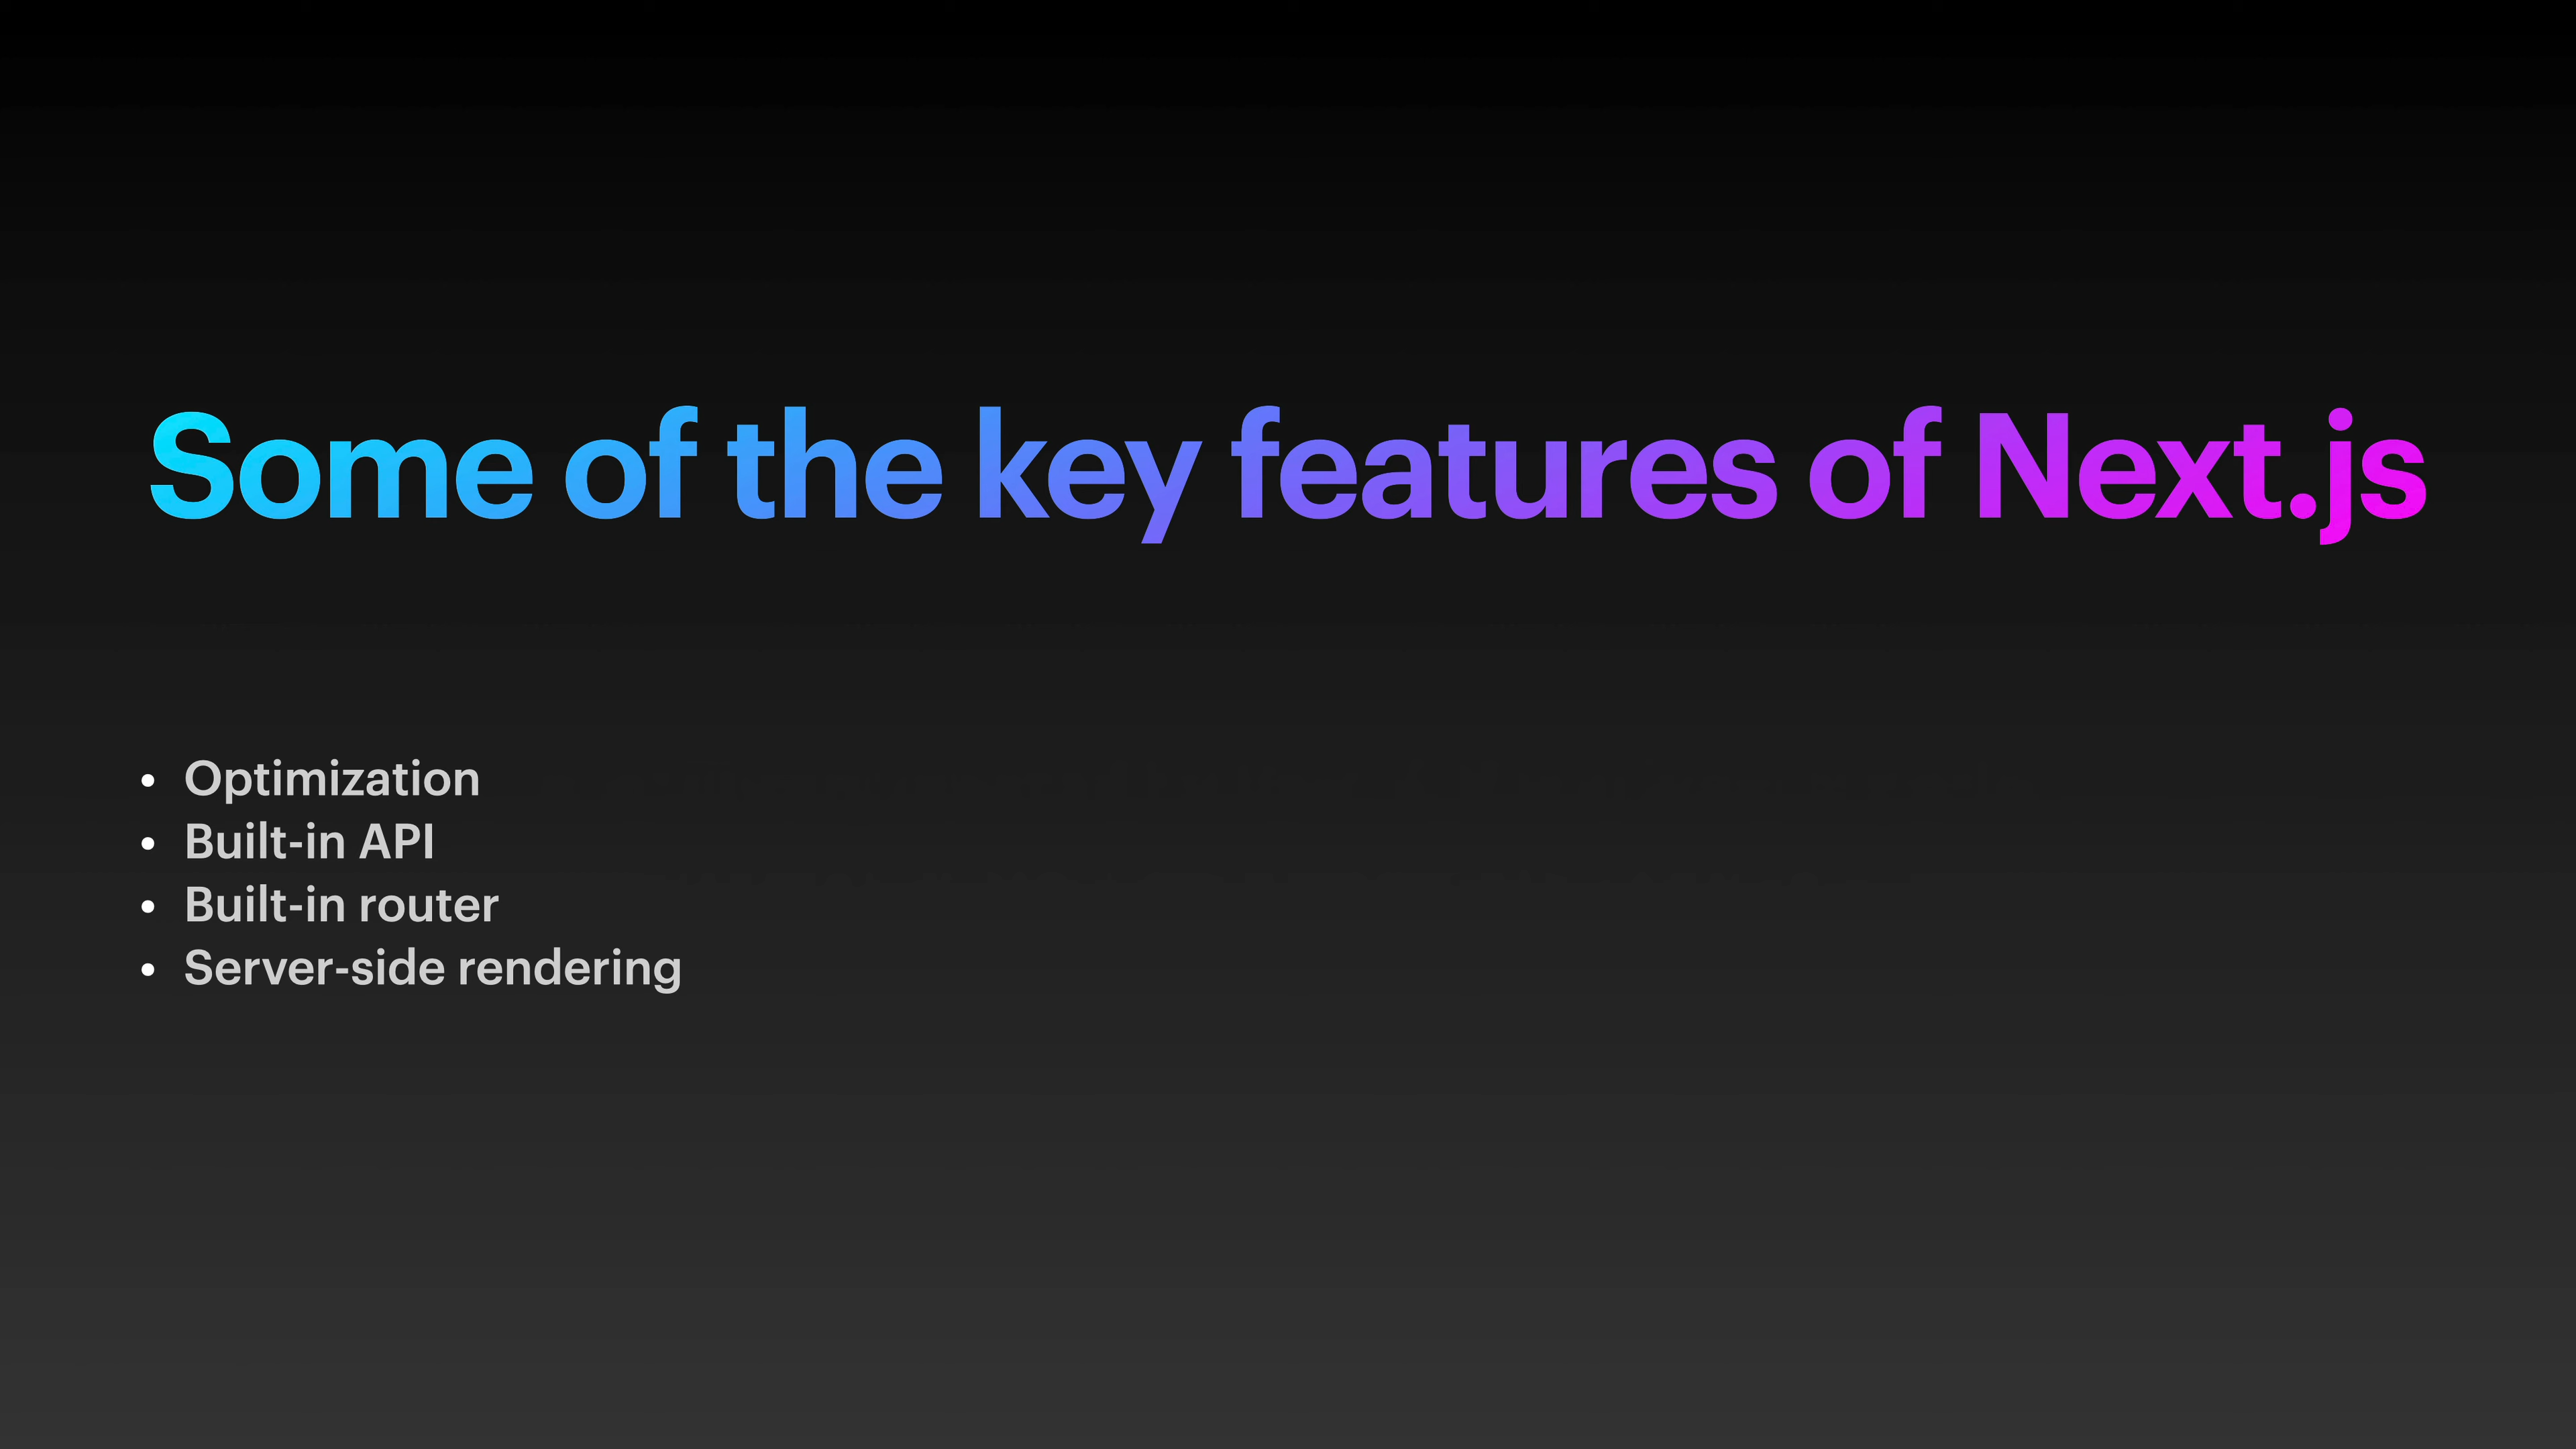 Some of the key features of Next.js
• Optimization
• Built-in API
• Built-in router
• Server-side rendering